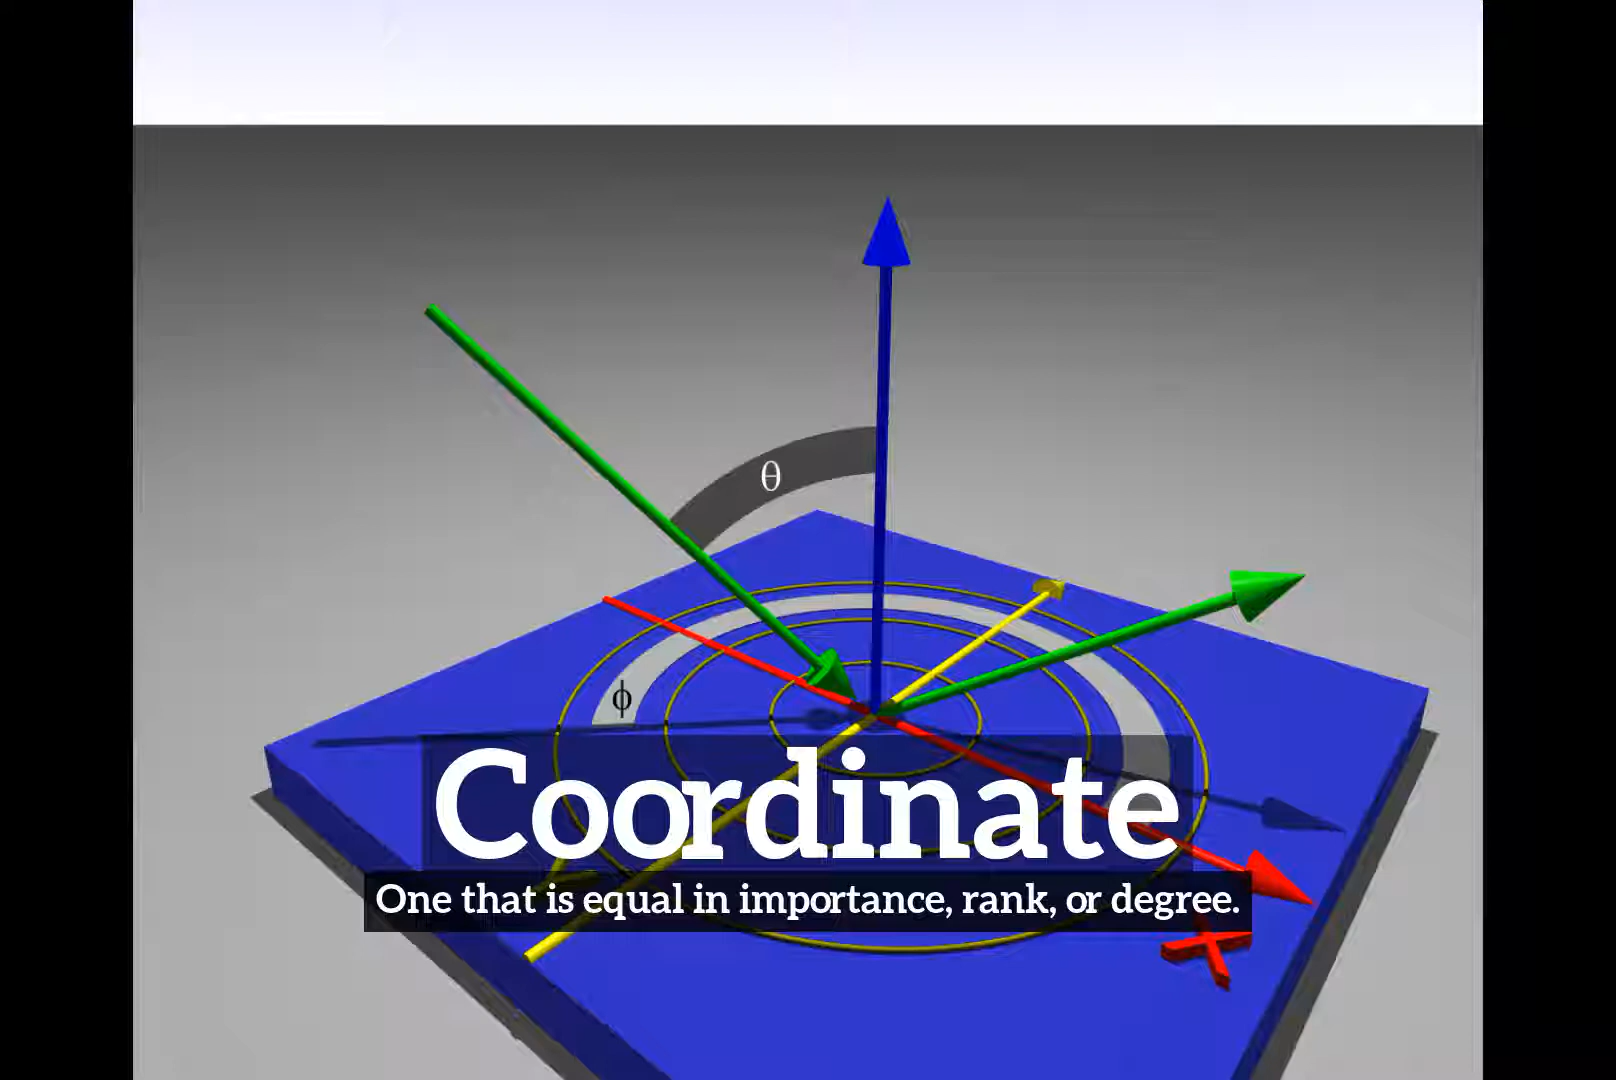 θ
ϕ
Coordinate
One that is equal in importance, rank, or degree.
X